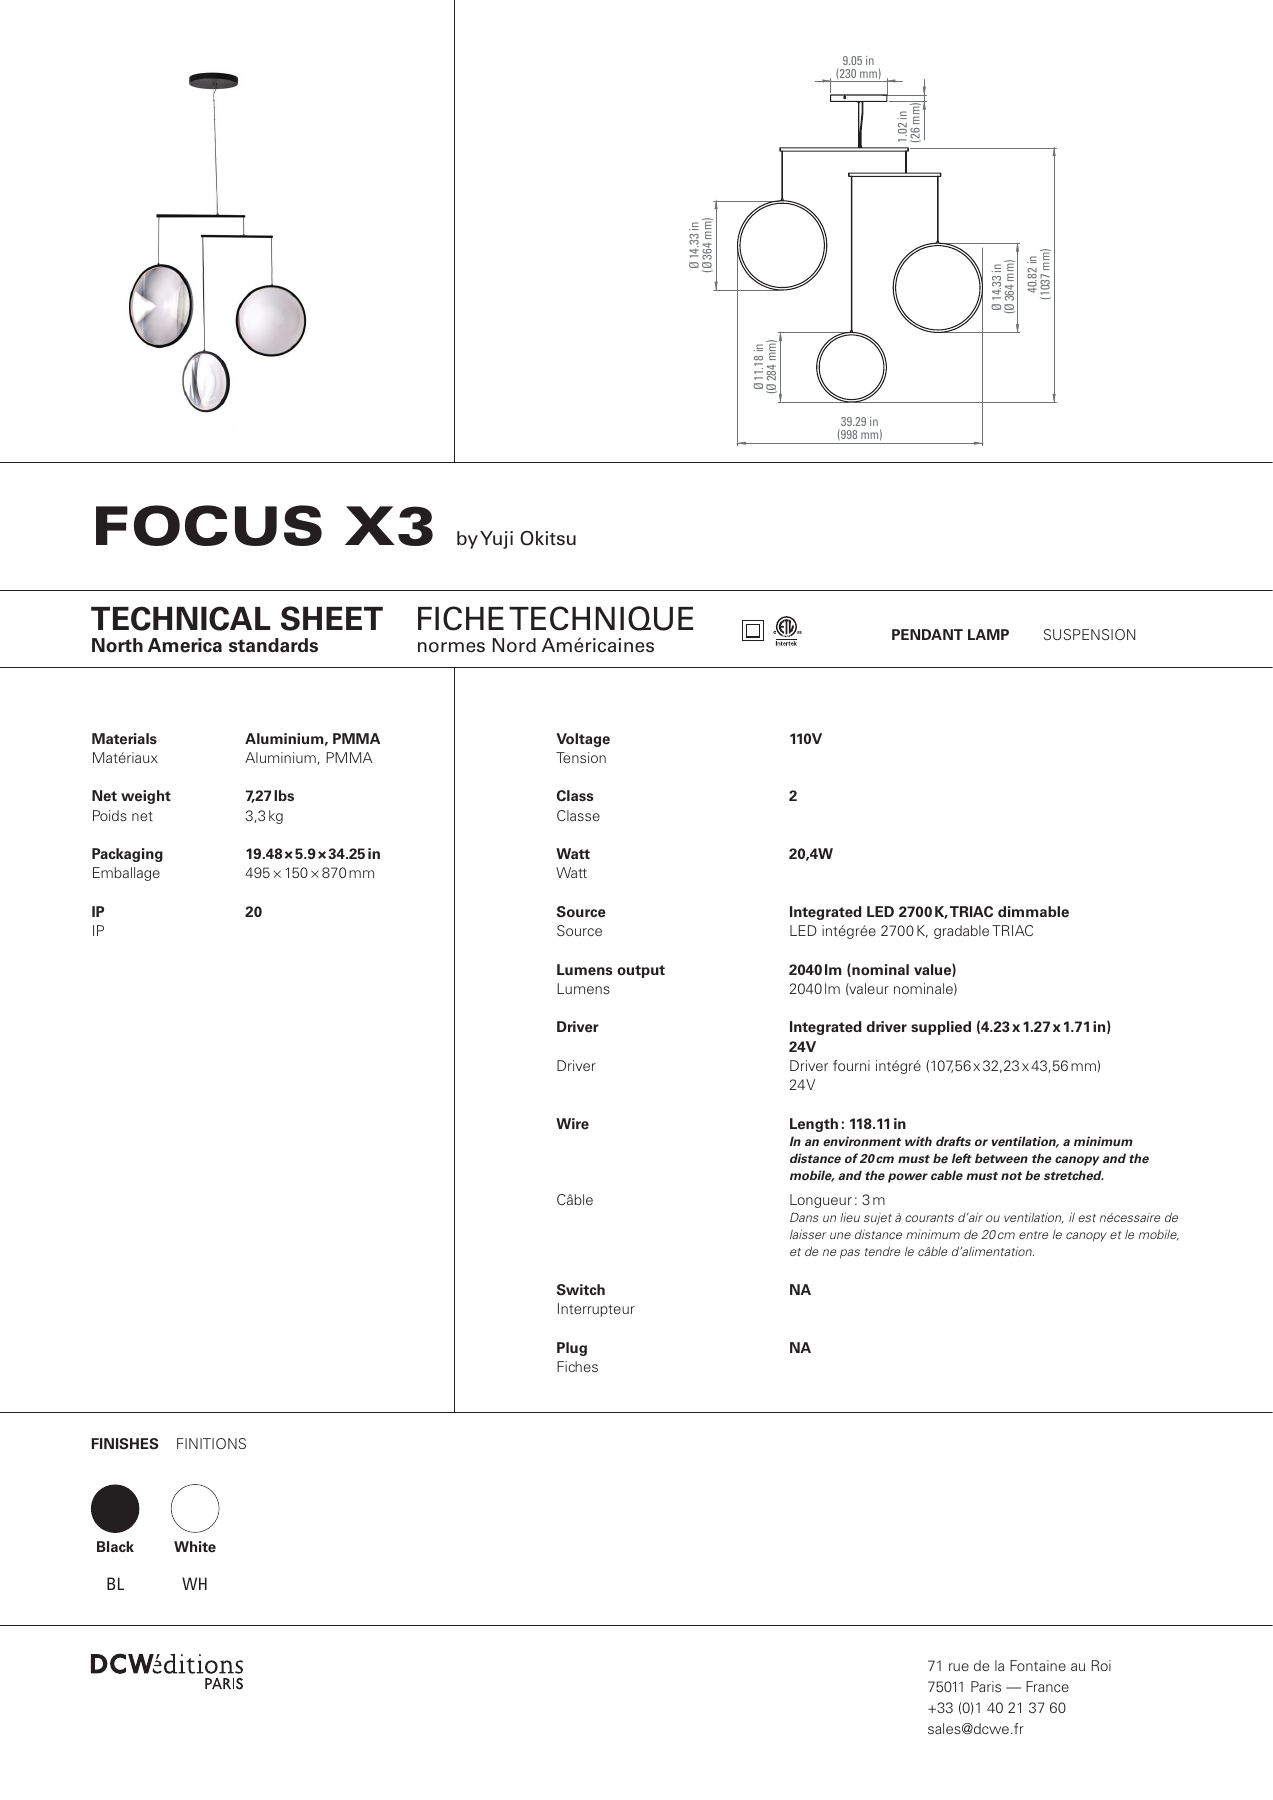 9.05 in
(230 mm)
1.02 in
(26 mm)
Ø 14.33 in
(Ø 364 mm)
Ø 14.33 in
(Ø 364 mm)
40.82 in
(1037 mm)
Ø 11.18 in
(Ø 284 mm)
39.29 in
(998 mm)
FOCUS X3 by Yuji Okitsu
TECHNICAL SHEET FICHE TECHNIQUE
North America standards normes Nord Américaines
ETL
Intertek
PENDANT LAMP SUSPENSION
Materials Aluminium, PMMA
Matériaux Aluminium, PMMA
Net weight 7,27 lbs
Poids net 3,3 kg
Packaging 19.48 × 5.9 × 34.25 in
Emballage 495 × 150 × 870 mm
IP 20
IP
Voltage 110V
Tension
Class 2
Classe
Watt 20,4W
Watt
Source Integrated LED 2700 K, TRIAC dimmable
Source LED intégrée 2700 K, gradable TRIAC
Lumens output 2040 lm (nominal value)
Lumens 2040 lm (valeur nominale)
Driver Integrated driver supplied (4.23 x 1.27 x 1.71 in)
24V
Driver Driver fourni intégré (107,56 x 32,23 x 43,56 mm)
24V
Wire Length : 118.11 in
In an environment with drafts or ventilation, a minimum
distance of 20 cm must be left between the canopy and the
mobile, and the power cable must not be stretched.
Câble Longueur : 3 m
Dans un lieu sujet à courants d’air ou ventilation, il est nécessaire de
laisser une distance minimum de 20 cm entre le canopy et le mobile,
et de ne pas tendre le câble d’alimentation.
Switch NA
Interrupteur
Plug NA
Fiches
FINISHES FINITIONS
Black White
BL WH
DCWéditions
PARIS
71 rue de la Fontaine au Roi
75011 Paris — France
+33 (0)1 40 21 37 60
sales@dcwe.fr